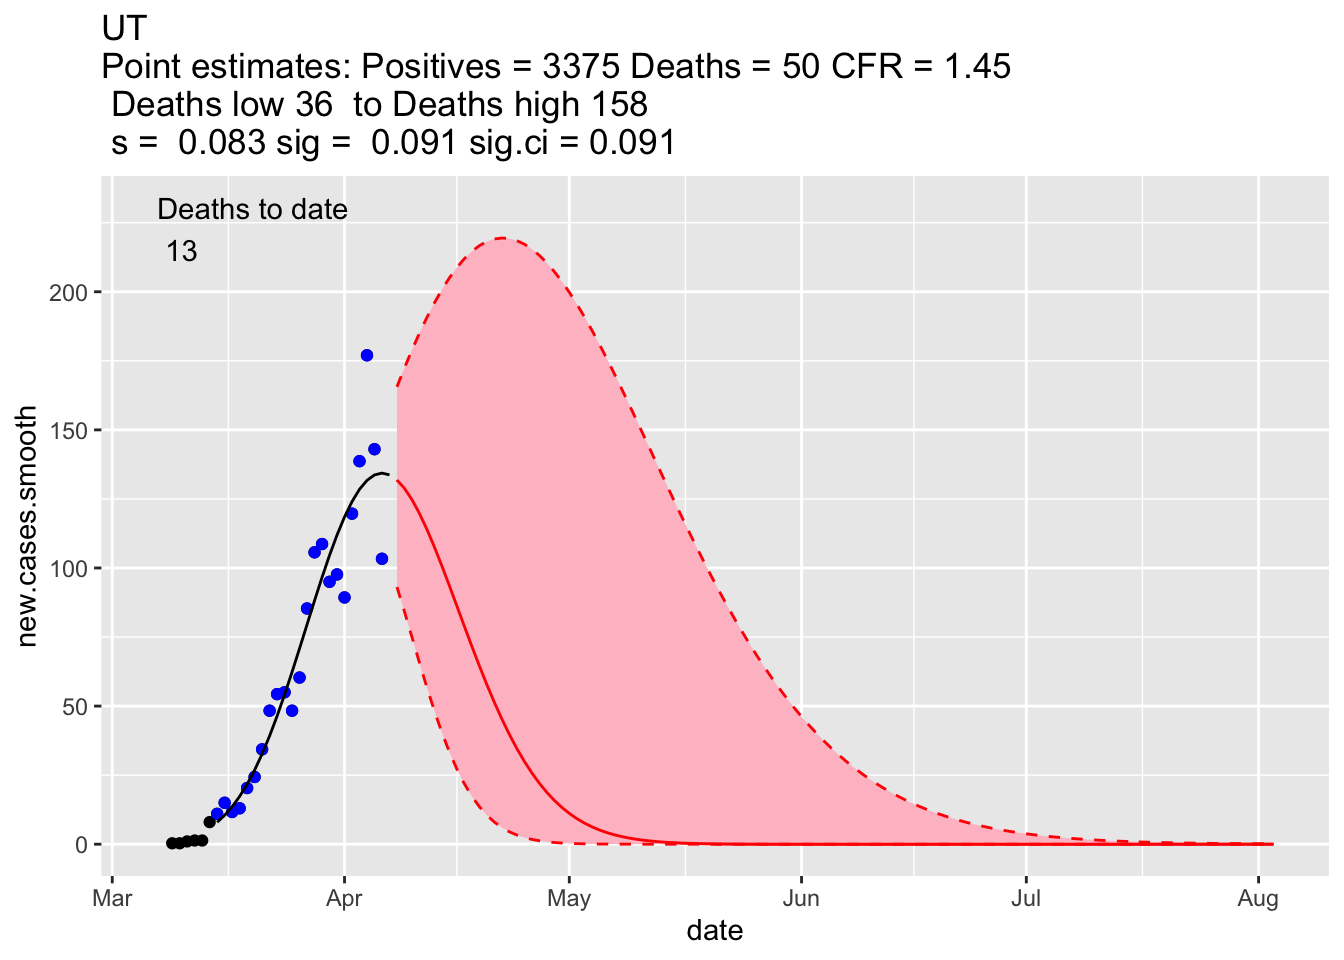 UT
Point estimates: Positives = 3375 Deaths = 50 CFR = 1.45
Deaths low 36 to Deaths high 158
s = 0.083 sig = 0.091 sig.ci = 0.091
Deaths to date
13
200
150
100
50
0
new.cases.smooth
Mar Apr May Jun Jul Aug
date